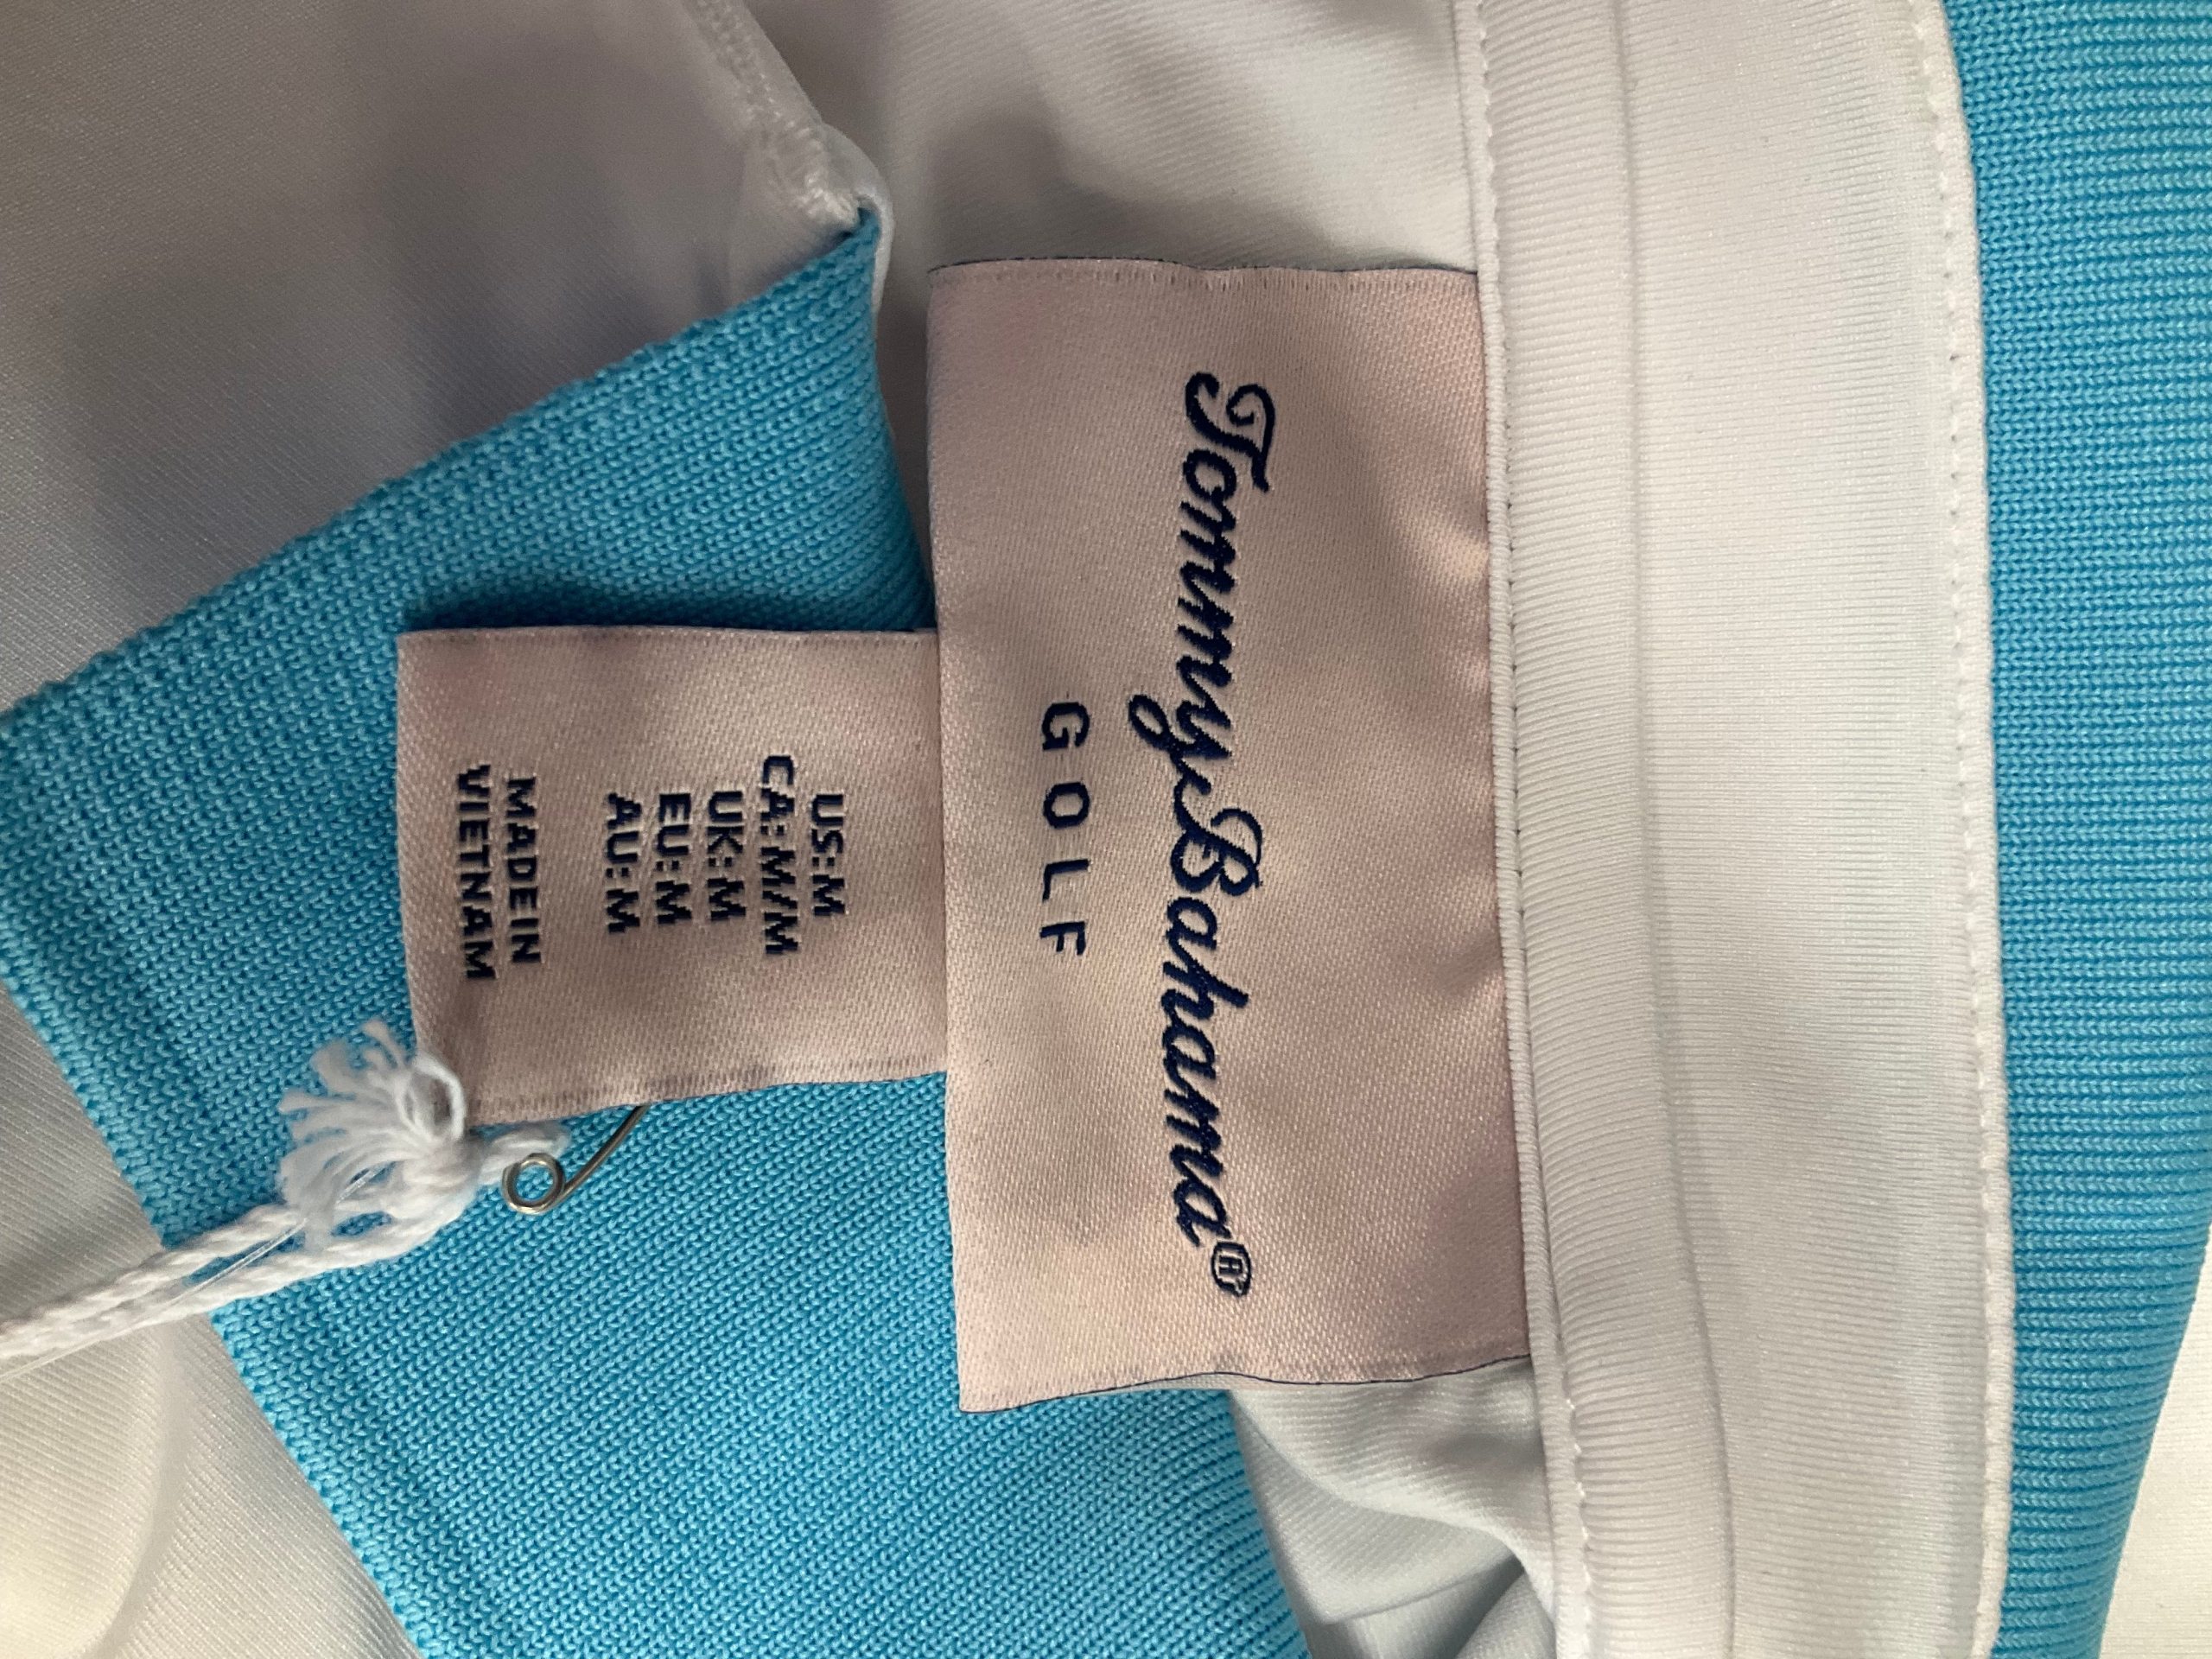 Tommy Bahama®
GOLF
US:M
CA:M/M
UK:M
EU:M
AU:M
MADE IN
VIETNAM